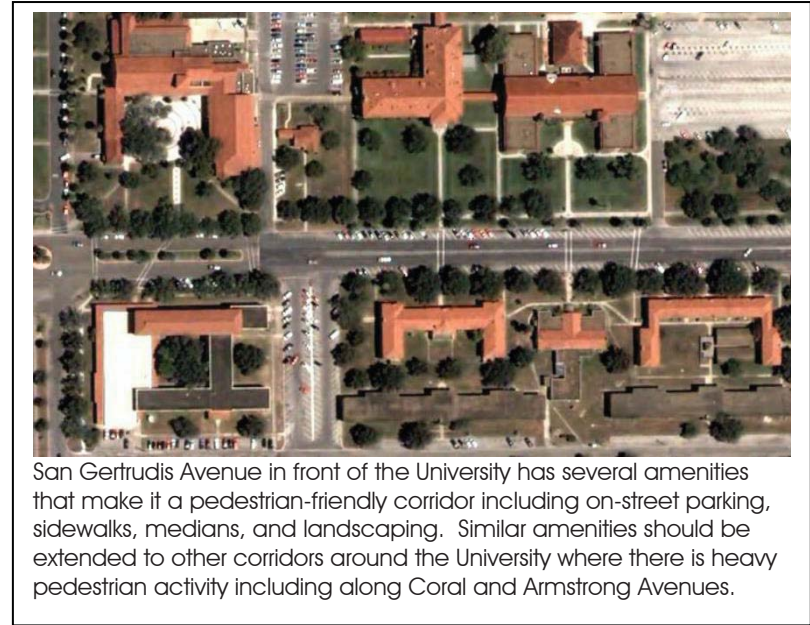 San Gertrudis Avenue in front of the University has several amenities
that make it a pedestrian-friendly corridor including on-street parking,
sidewalks, medians, and landscaping.  Similar amenities should be
extended to other corridors around the University where there is heavy
pedestrian activity including along Coral and Armstrong Avenues.